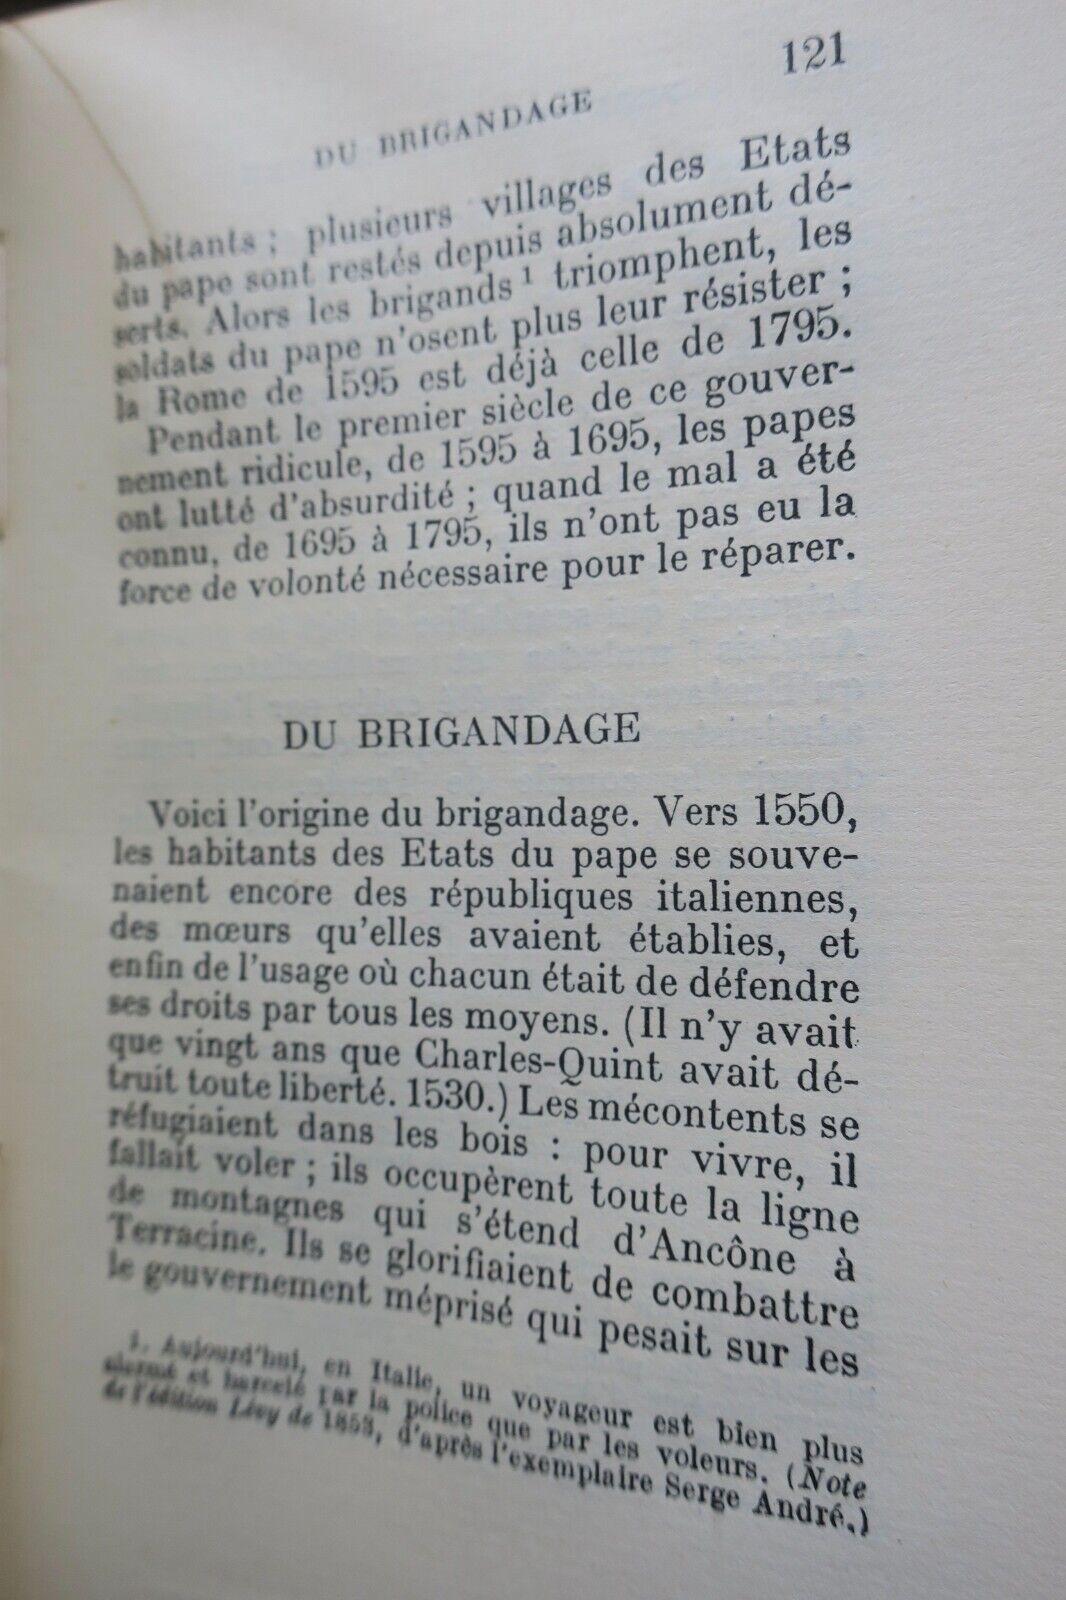 121
DU BRIGANDAGE
habitants ; plusieurs villages des Etats
du pape sont restés depuis absolument dé-
serts. Alors les brigands¹ triomphent, les
soldats du pape n'osent plus leur résister ;
la Rome de 1595 est déjà celle de 1795.
Pendant le premier siècle de ce gouver-
nement ridicule, de 1595 à 1695, les papes
ont lutté d'absurdité ; quand le mal a été
connu, de 1695 à 1795, ils n'ont pas eu la
force de volonté nécessaire pour le réparer.
DU BRIGANDAGE
Voici l'origine du brigandage. Vers 1550,
les habitants des Etats du pape se souve-
naient encore des républiques italiennes,
des mœurs qu'elles avaient établies, et
enfin de l'usage où chacun était de défendre
ses droits par tous les moyens. (Il n'y avait
que vingt ans que Charles-Quint avait dé-
truit toute liberté. 1530.) Les mécontents se
réfugiaient dans les bois : pour vivre, il
fallait voler ; ils occupèrent toute la ligne
de montagnes qui s'étend d'Ancône à
Terracine. Ils se glorifiaient de combattre
le gouvernement méprisé qui pesait sur les
1. Aujourd'hui, en Italie, un voyageur est bien plus
alarmé et harcelé par la police que par les voleurs. (Note
de l'édition Lévy de 1853, d'après l'exemplaire Serge André.)